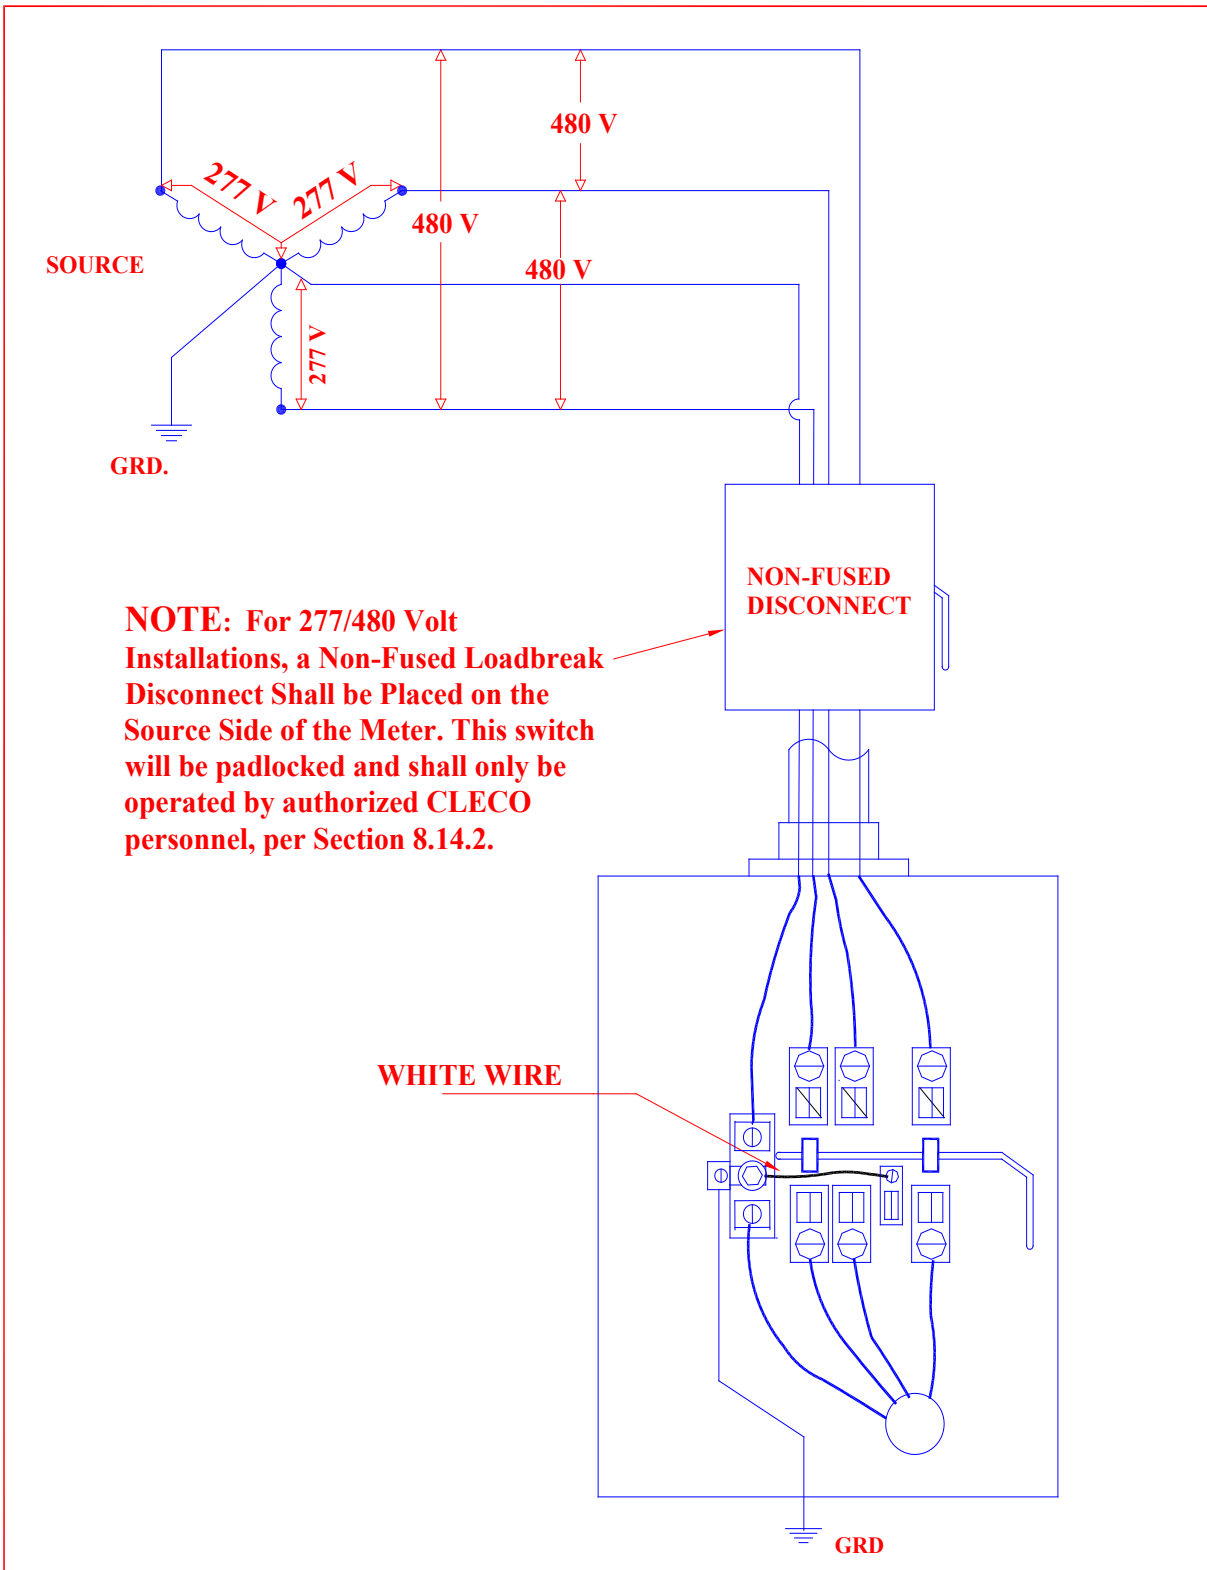 480 V
277 V
277 V
480 V
SOURCE
480 V
277 V
GRD.
NON-FUSED
DISCONNECT
NOTE: For 277/480 Volt
Installations, a Non-Fused Loadbreak
Disconnect Shall be Placed on the
Source Side of the Meter. This switch
will be padlocked and shall only be
operated by authorized CLECO
personnel, per Section 8.14.2.
WHITE WIRE
GRD